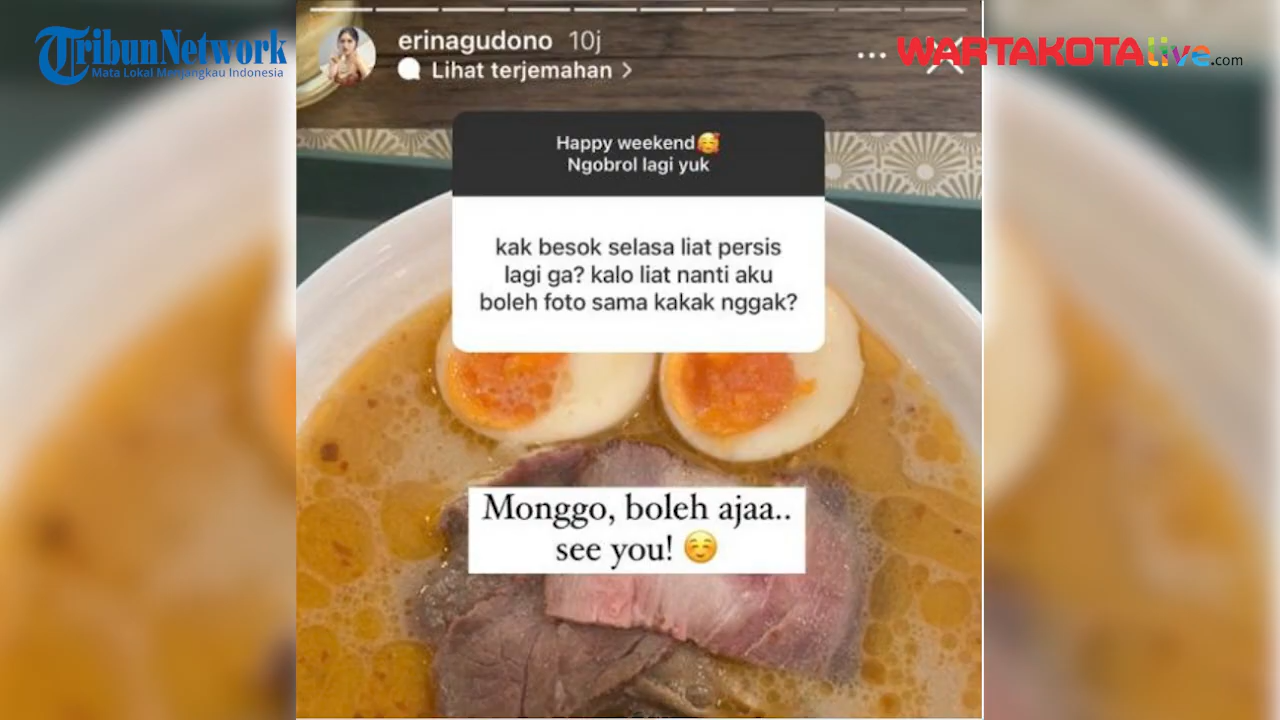 TribunNetwork
Mata Lokal Menjangkau Indonesia
WARTAKOTAlive.com
erinagudono 10j
Lihat terjemahan >
Happy weekend🥰
Ngobrol lagi yuk
kak besok selasa liat persis
lagi ga? kalo liat nanti aku
boleh foto sama kakak nggak?
Monggo, boleh ajaa..
see you! ☺️